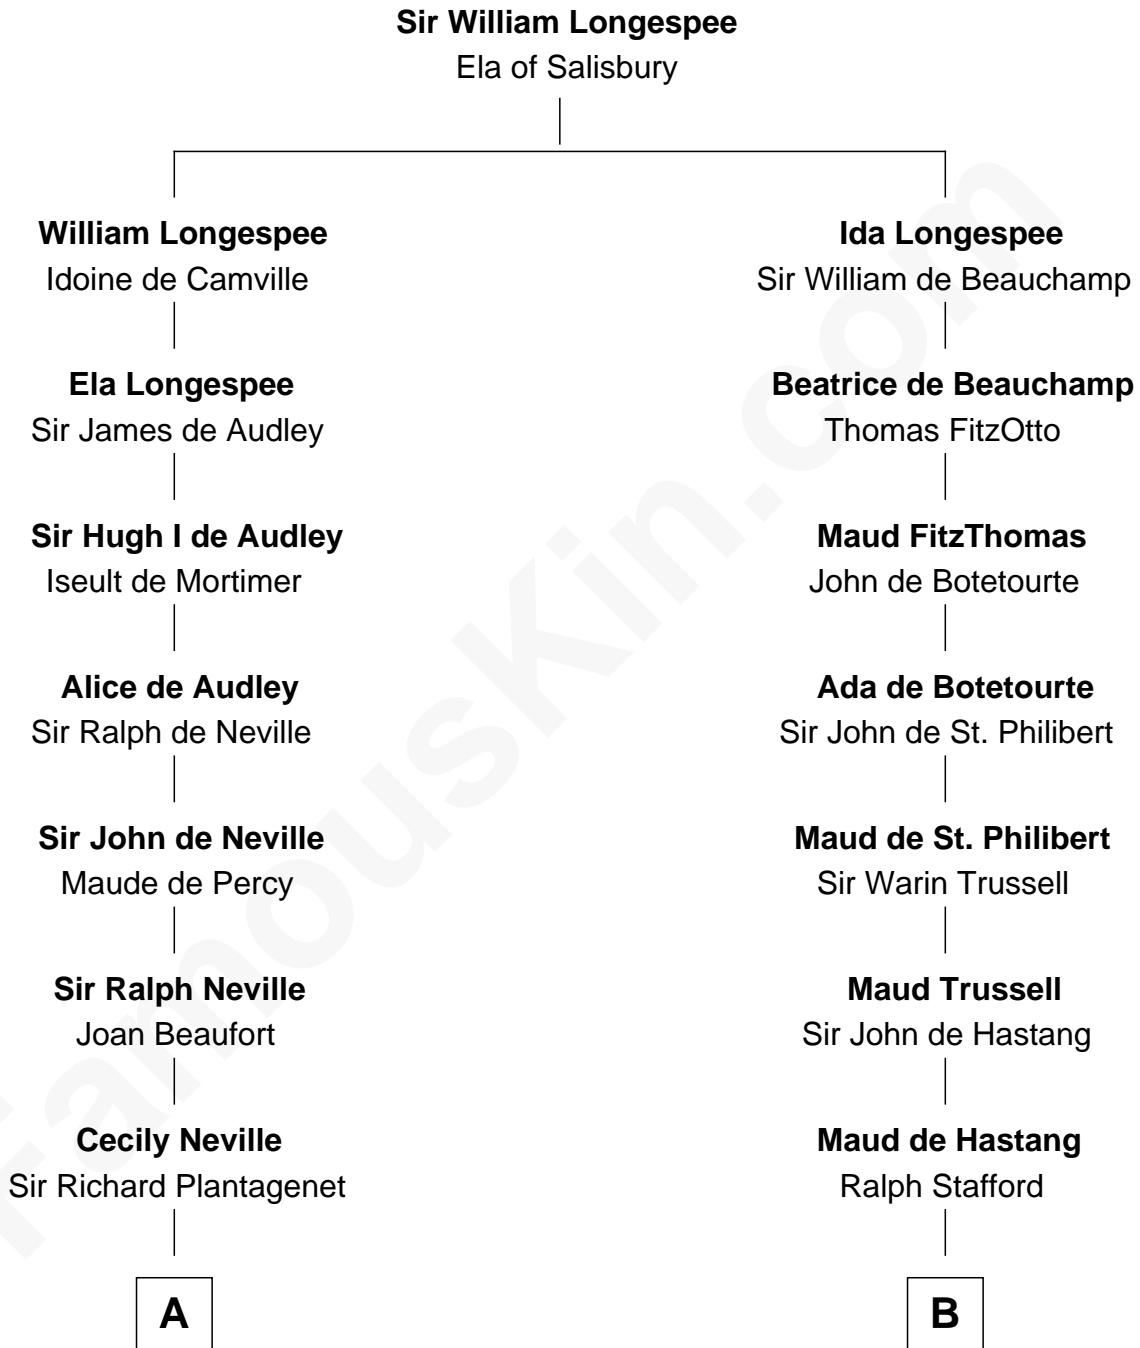 Sir William Longespee
Ela of Salisbury
William Longespee
Idoine de Camville
Ela Longespee
Sir James de Audley
Sir Hugh I de Audley
Iseult de Mortimer
Alice de Audley
Sir Ralph de Neville
Sir John de Neville
Maude de Percy
Sir Ralph Neville
Joan Beaufort
Cecily Neville
Sir Richard Plantagenet
A
Ida Longespee
Sir William de Beauchamp
Beatrice de Beauchamp
Thomas FitzOtto
Maud FitzThomas
John de Botetourte
Ada de Botetourte
Sir John de St. Philibert
Maud de St. Philibert
Sir Warin Trussell
Maud Trussell
Sir John de Hastang
Maud de Hastang
Ralph Stafford
B
FamousKin.com